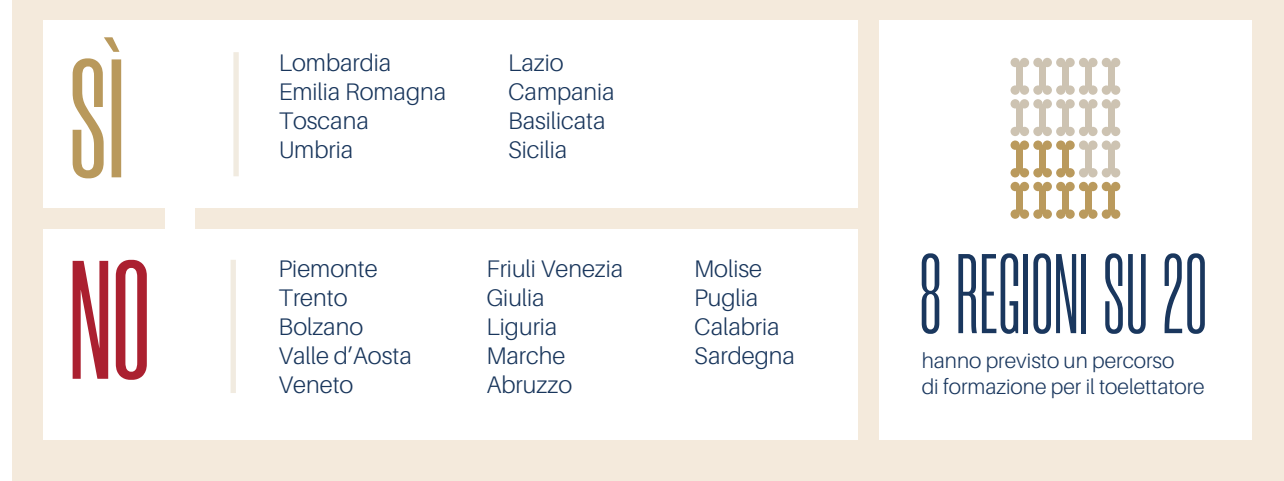 SÌ
Lombardia
Emilia Romagna
Toscana
Umbria
Lazio
Campania
Basilicata
Sicilia
NO
Piemonte
Trento
Bolzano
Valle d’Aosta
Veneto
Friuli Venezia
Giulia
Liguria
Marche
Abruzzo
Molise
Puglia
Calabria
Sardegna
8 REGIONI SU 20
hanno previsto un percorso
di formazione per il toelettatore